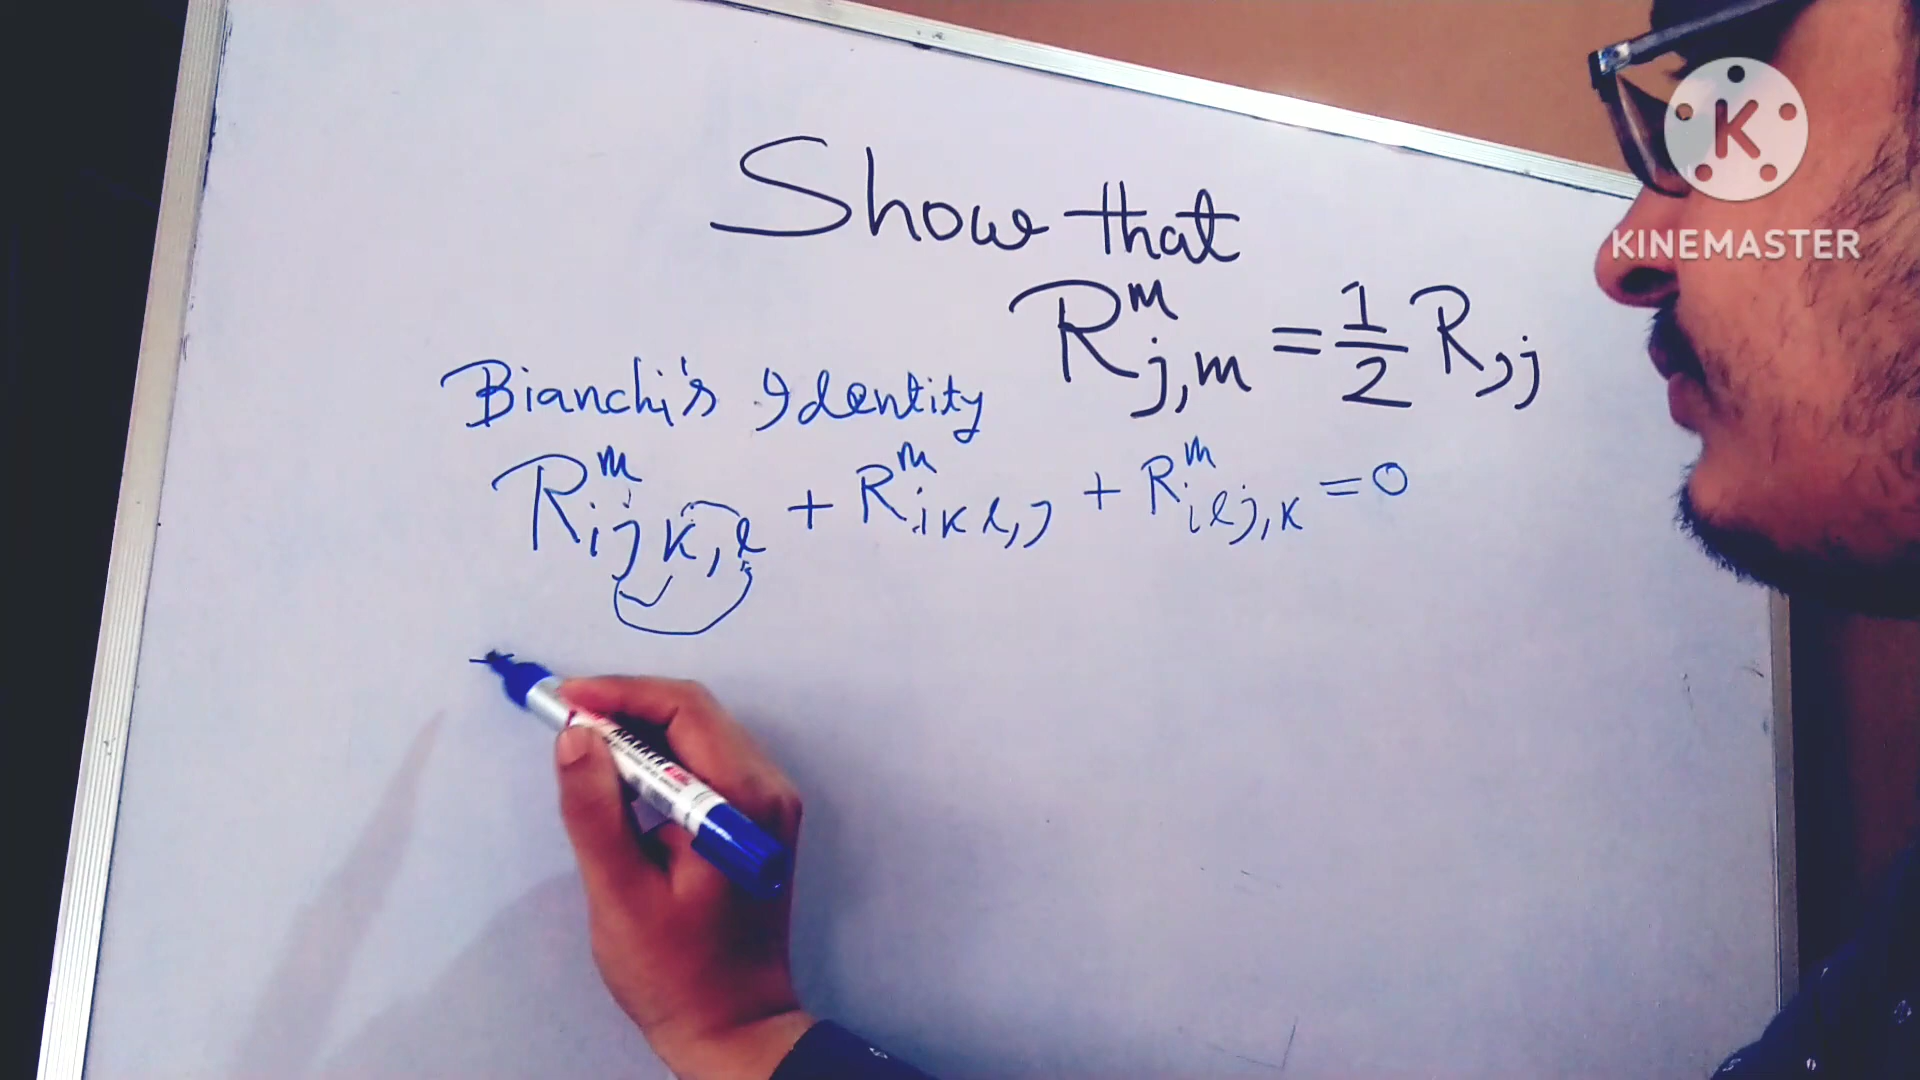 Show that
R^m_{j,m} = 1/2 R_{,j}
Bianchi's Identity
R^m_{ijk,l} + R^m_{ikl,j} + R^m_{ilj,k} = 0
K
KINEMASTER